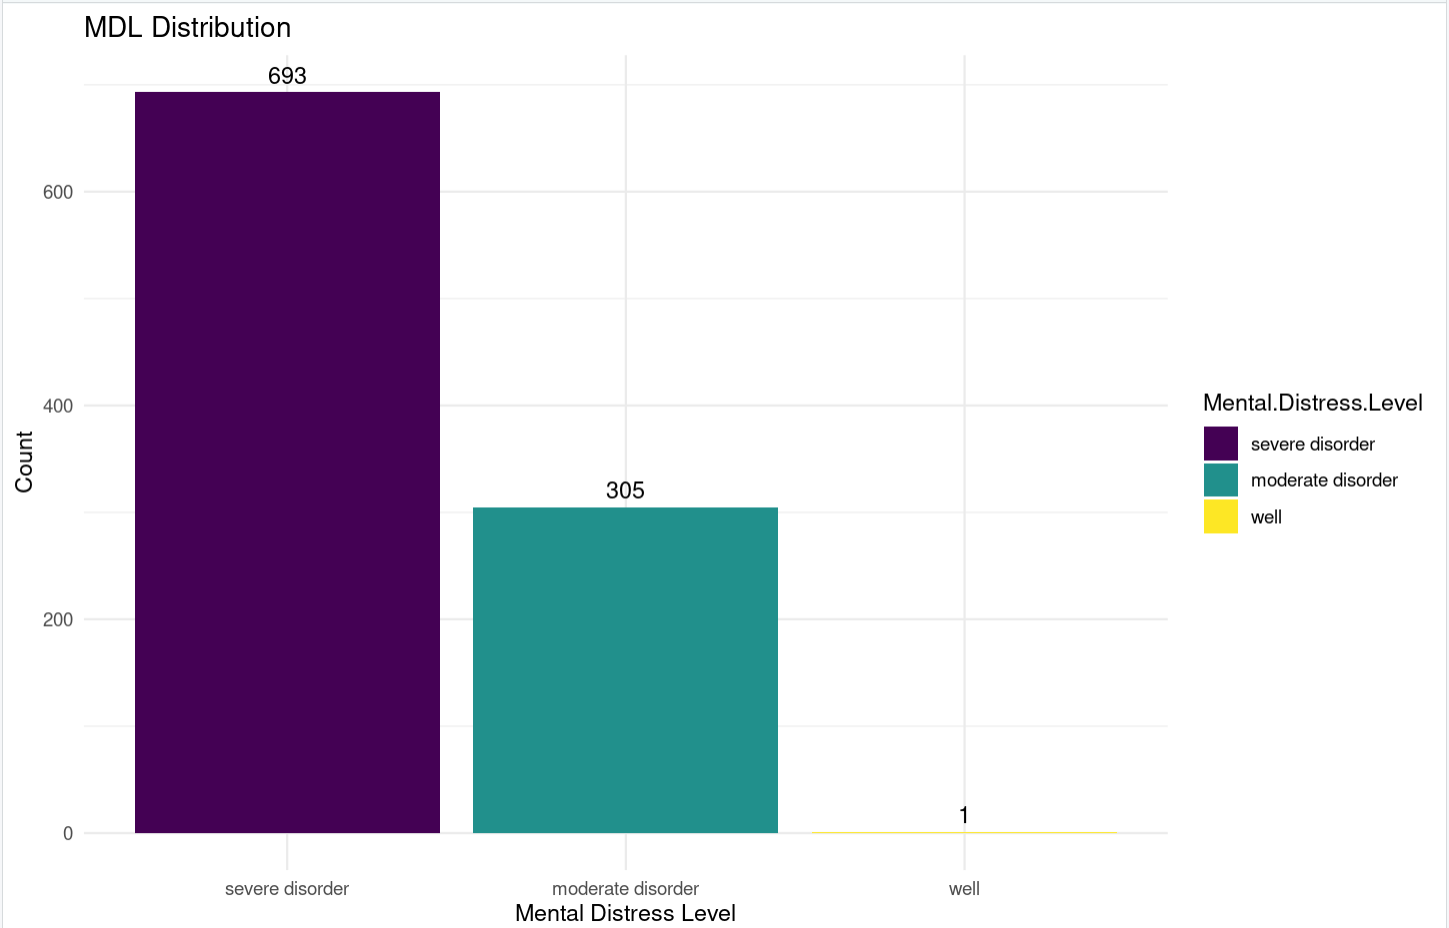 MDL Distribution
693
600
400
305
200
1
0
Count
severe disorder
moderate disorder
well
Mental Distress Level
Mental.Distress.Level
severe disorder
moderate disorder
well